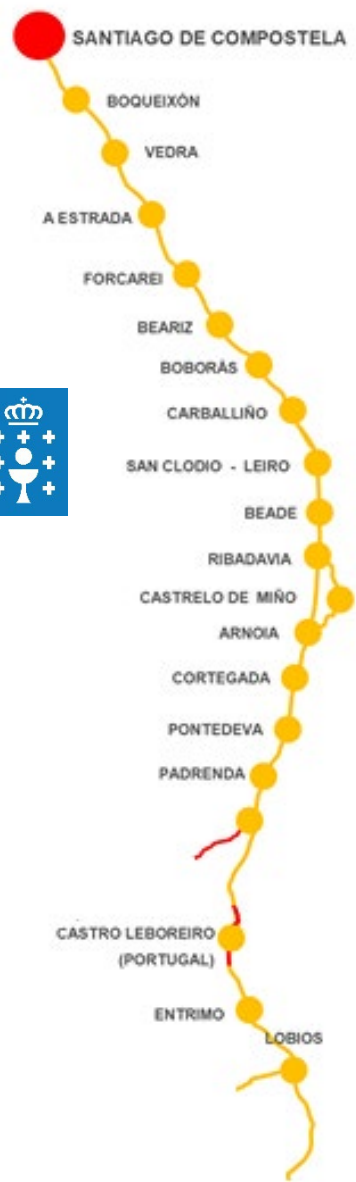 SANTIAGO DE COMPOSTELA
BOQUEIXÓN
VEDRA
A ESTRADA
FORCAREI
BEARIZ
BOBORÁS
CARBALLIÑO
SAN CLODIO - LEIRO
BEADE
RIBADAVIA
CASTRELO DE MIÑO
ARNOIA
CORTEGADA
PONTEDEVA
PADRENDA
CASTRO LEBOREIRO
(PORTUGAL)
ENTRIMO
LOBIOS